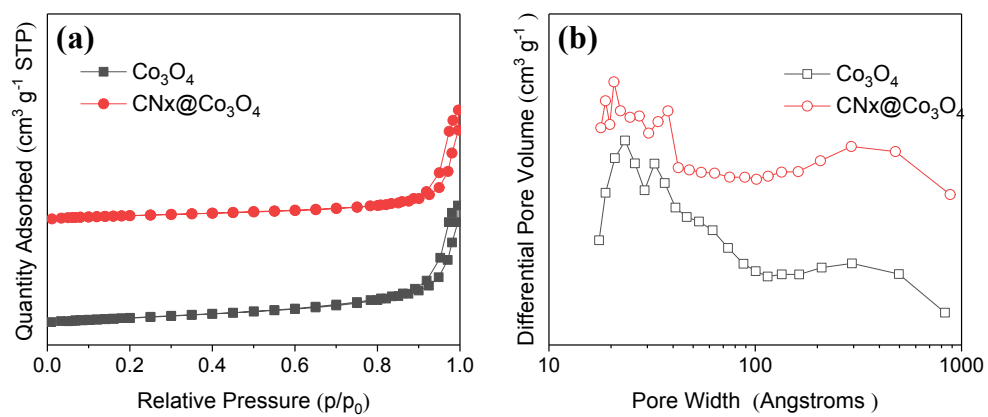 (a)
Co₃O₄
CNx@Co₃O₄
Quantity Adsorbed (cm³ g⁻¹ STP)
0.0 0.2 0.4 0.6 0.8 1.0
Relative Pressure (p/p₀)
(b)
Co₃O₄
CNx@Co₃O₄
Differential Pore Volume (cm³ g⁻¹)
10 100 1000
Pore Width (Angstroms )